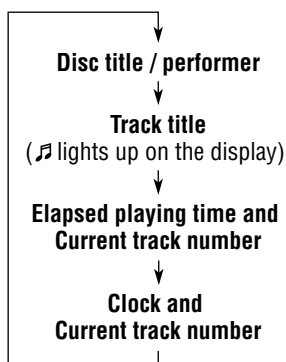 Disc title / performer
Track title
(♫ lights up on the display)
Elapsed playing time and
Current track number
Clock and
Current track number